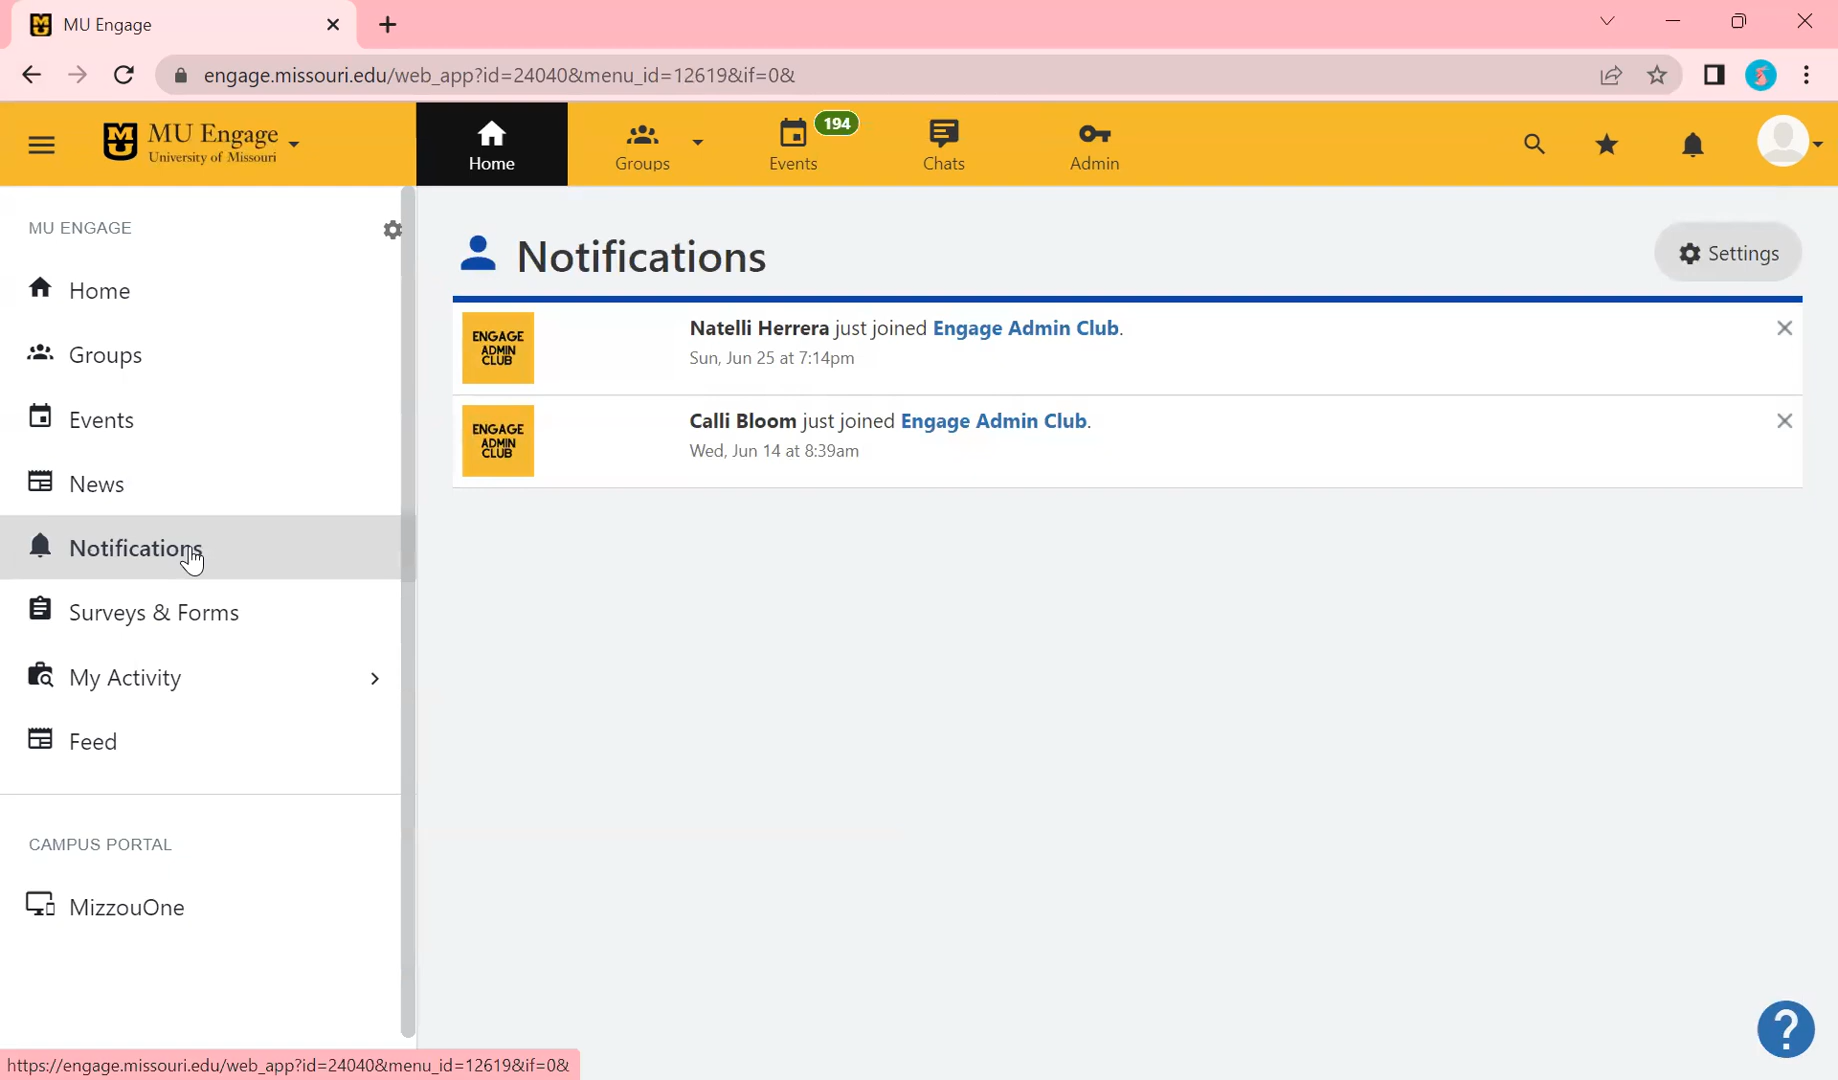 MU Engage
engage.missouri.edu/web_app?id=24040&menu_id=12619&if=0&
MU Engage
University of Missouri
Home
Groups
194
Events
Chats
Admin
MU ENGAGE
Home
Groups
Events
News
Notifications
Surveys & Forms
My Activity
Feed
CAMPUS PORTAL
MizzouOne
Notifications
Settings
ENGAGE
ADMIN
CLUB
Natelli Herrera just joined Engage Admin Club.
Sun, Jun 25 at 7:14pm
ENGAGE
ADMIN
CLUB
Calli Bloom just joined Engage Admin Club.
Wed, Jun 14 at 8:39am
?
https://engage.missouri.edu/web_app?id=24040&menu_id=12619&if=0&